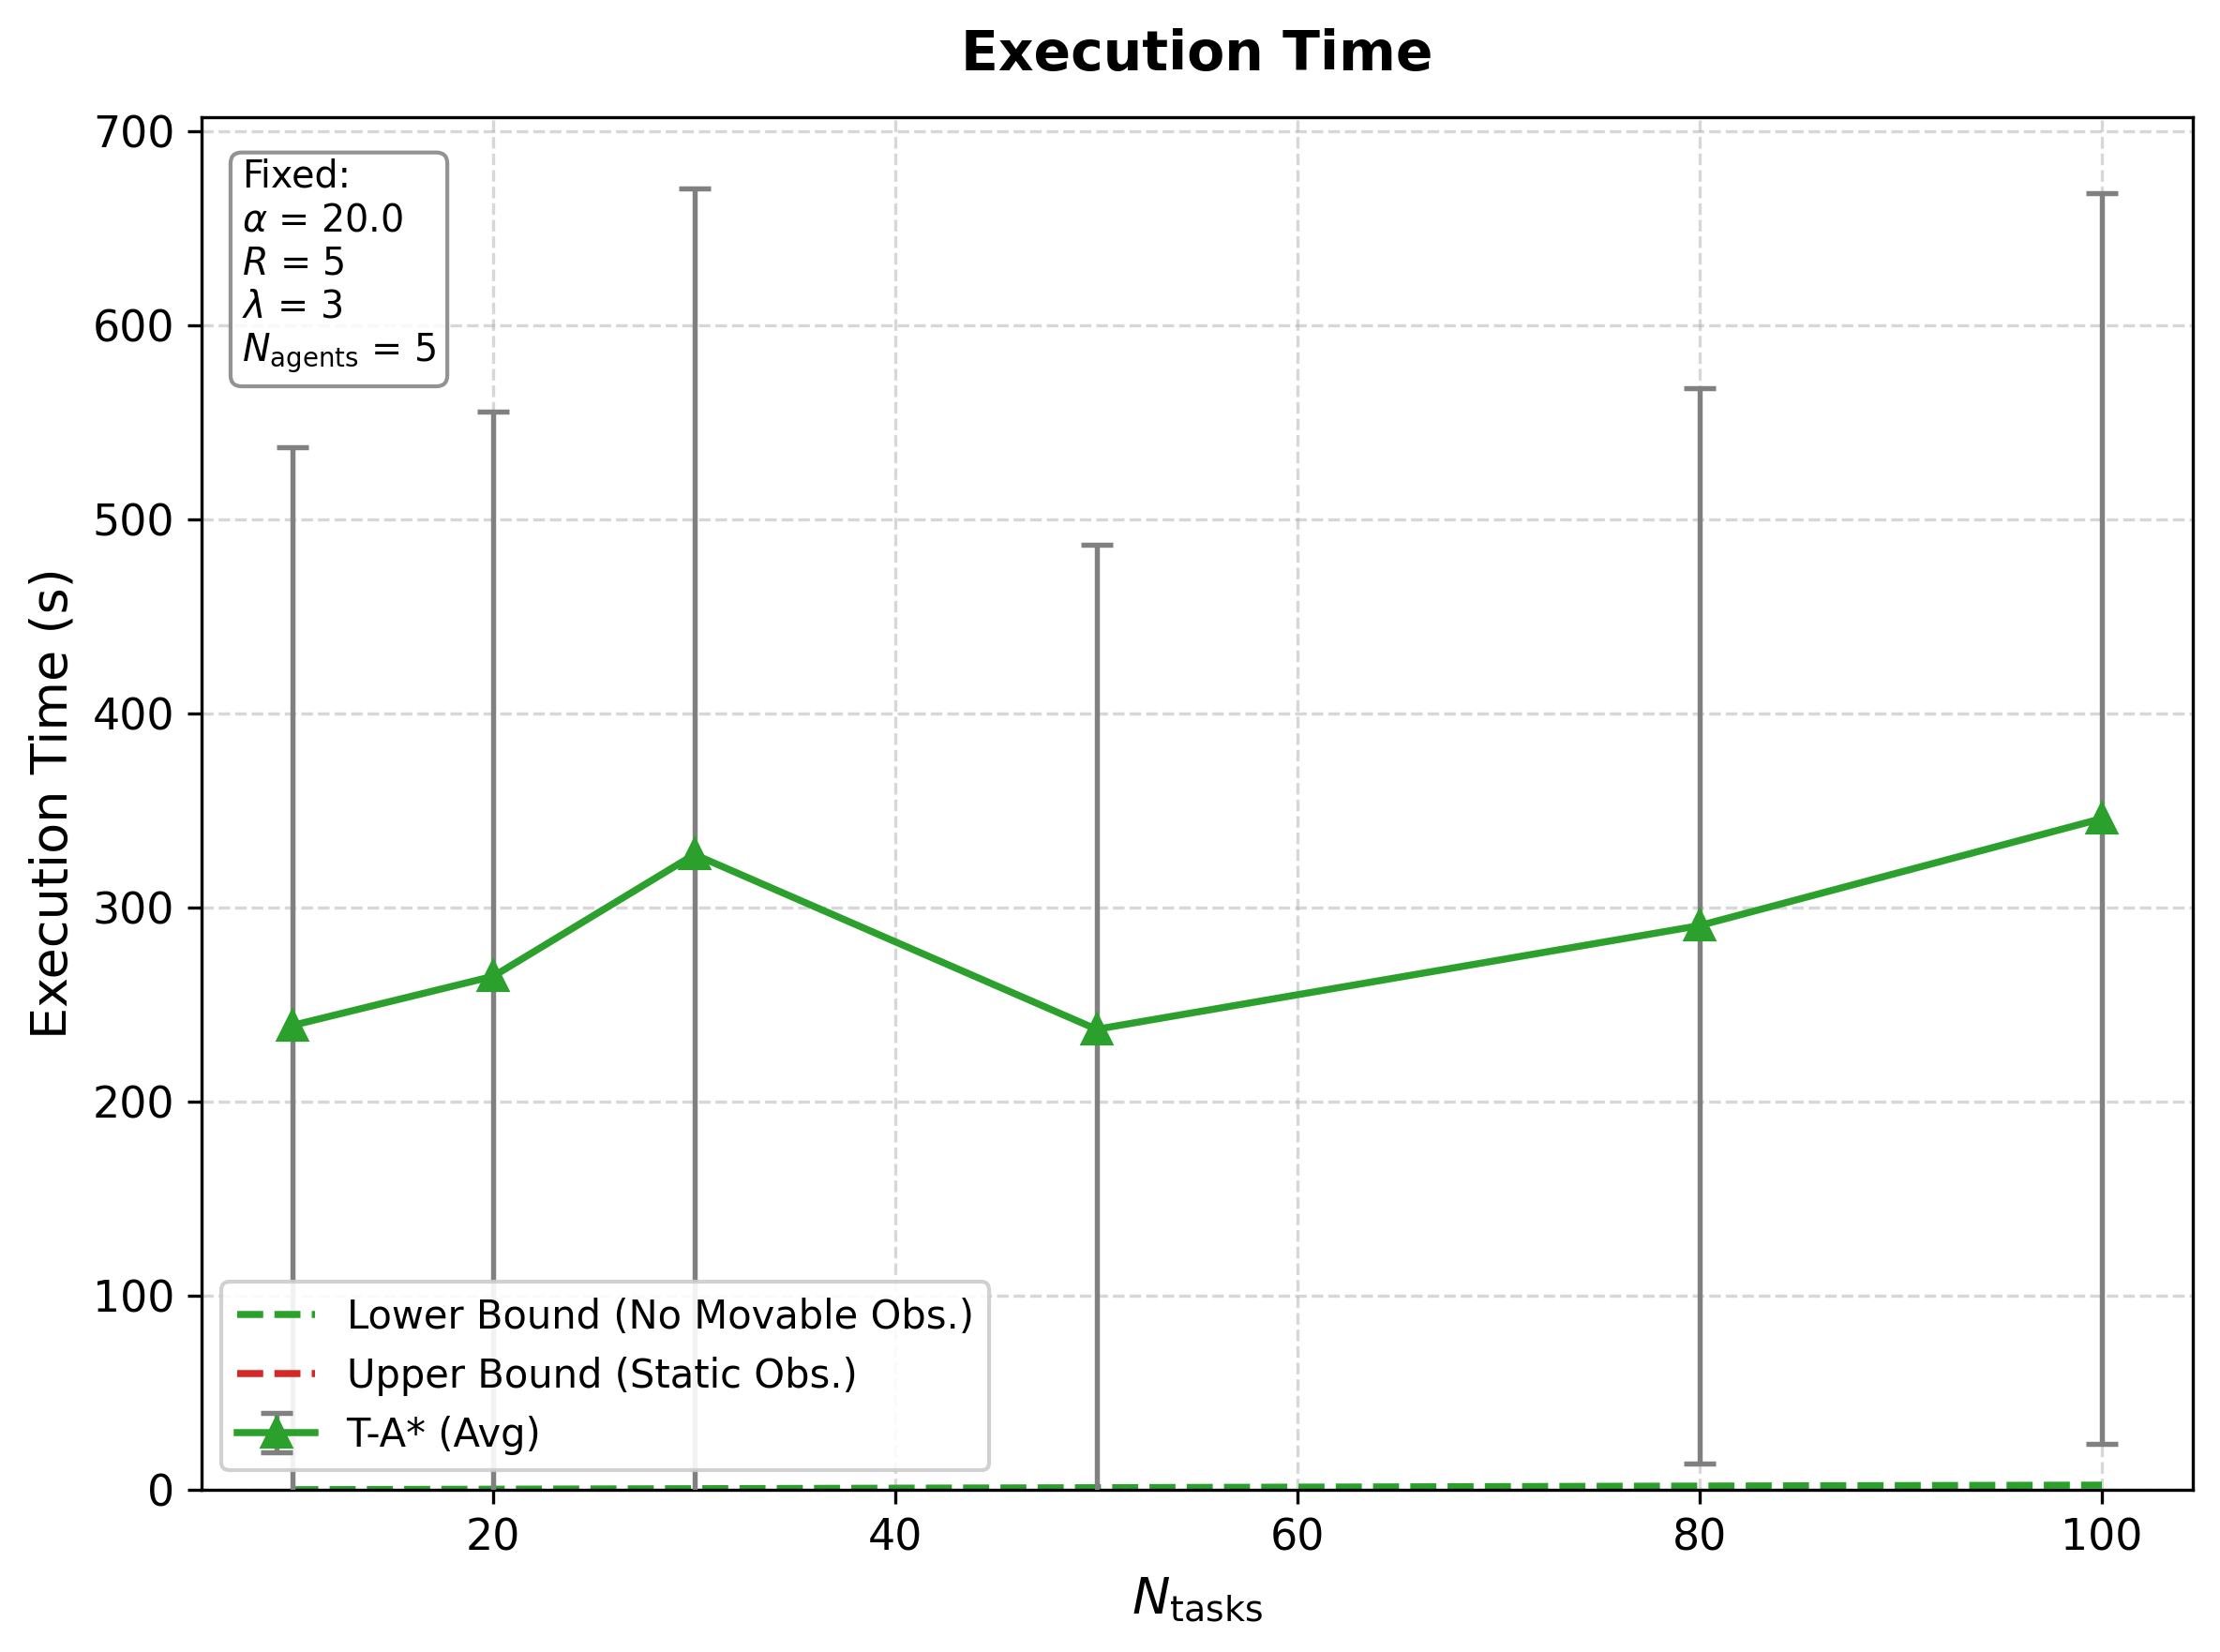 Execution Time
Execution Time (s)
700
600
500
400
300
200
100
0
Fixed:
α = 20.0
R = 5
λ = 3
N_agents = 5
Lower Bound (No Movable Obs.)
Upper Bound (Static Obs.)
T-A* (Avg)
20 40 60 80 100
N_tasks